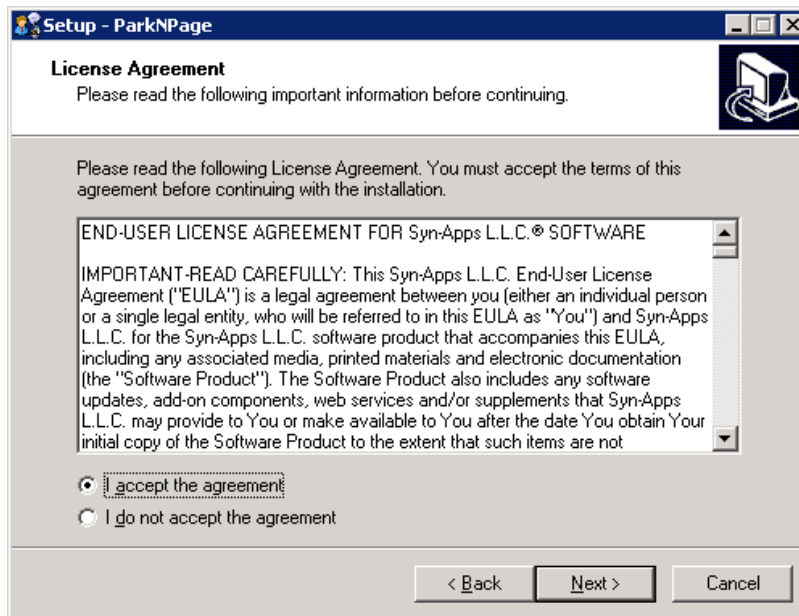 Setup - ParkNPage
License Agreement
Please read the following important information before continuing.
Please read the following License Agreement. You must accept the terms of this
agreement before continuing with the installation.
END-USER LICENSE AGREEMENT FOR Syn-Apps L.L.C.® SOFTWARE
IMPORTANT-READ CAREFULLY: This Syn-Apps L.L.C. End-User License
Agreement ("EULA") is a legal agreement between you (either an individual person
or a single legal entity, who will be referred to in this EULA as "You") and Syn-Apps
L.L.C. for the Syn-Apps L.L.C. software product that accompanies this EULA,
including any associated media, printed materials and electronic documentation
(the "Software Product"). The Software Product also includes any software
updates, add-on components, web services and/or supplements that Syn-Apps
L.L.C. may provide to You or make available to You after the date You obtain Your
initial copy of the Software Product to the extent that such items are not
I accept the agreement
I do not accept the agreement
< Back
Next >
Cancel